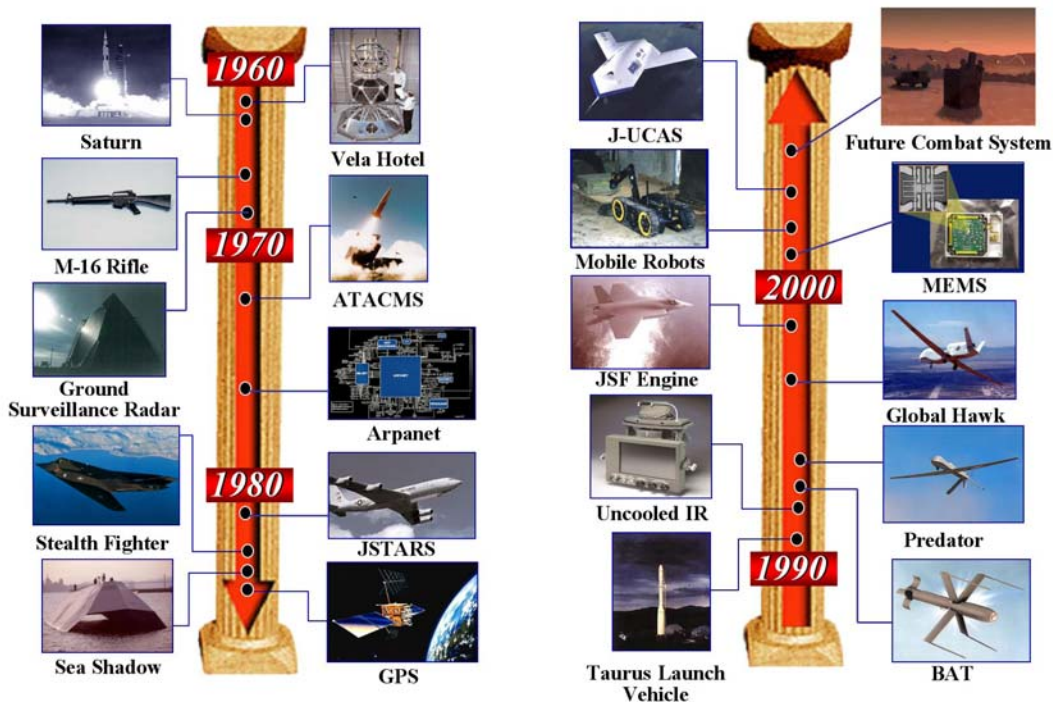 1960
Saturn
Vela Hotel
M-16 Rifle
1970
ATACMS
Ground
Surveillance Radar
Arpanet
1980
Stealth Fighter
JSTARS
Sea Shadow
GPS
J-UCAS
Future Combat System
Mobile Robots
MEMS
2000
JSF Engine
Global Hawk
Uncooled IR
Predator
1990
Taurus Launch
Vehicle
BAT